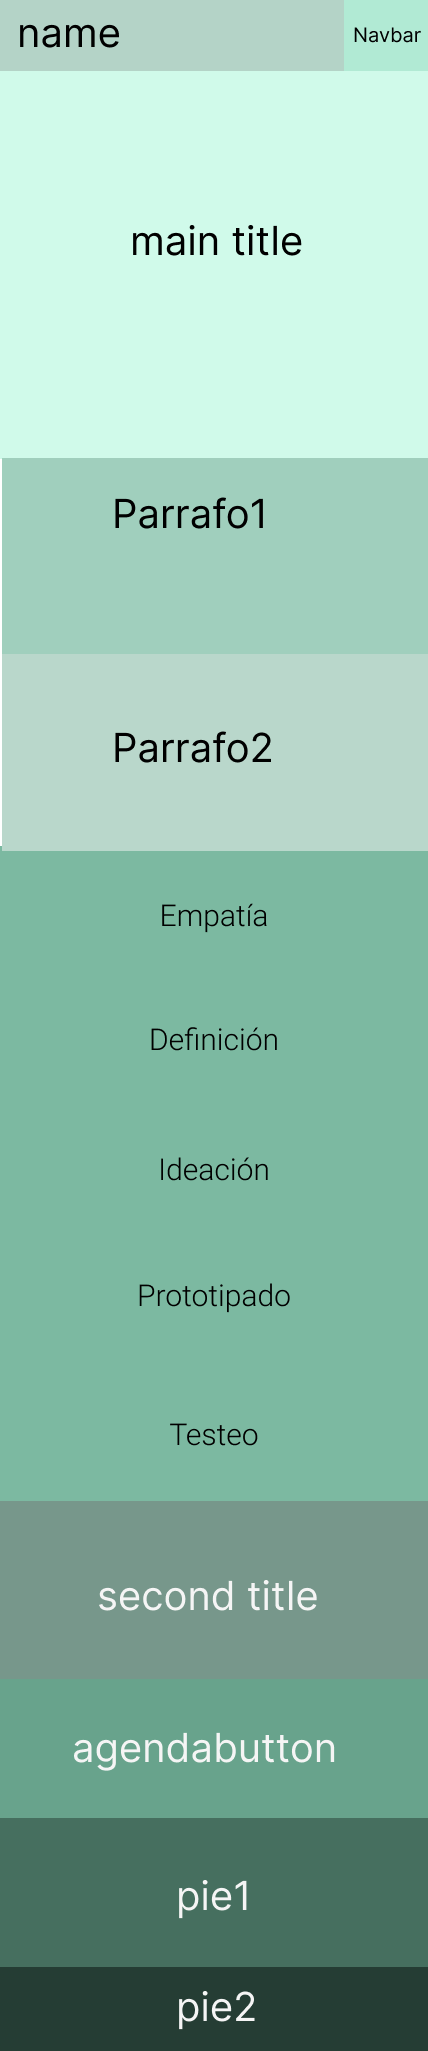 name
Navbar
main title
Parrafo1
Parrafo2
Empatía
Definición
Ideación
Prototipado
Testeo
second title
agendabutton
pie1
pie2